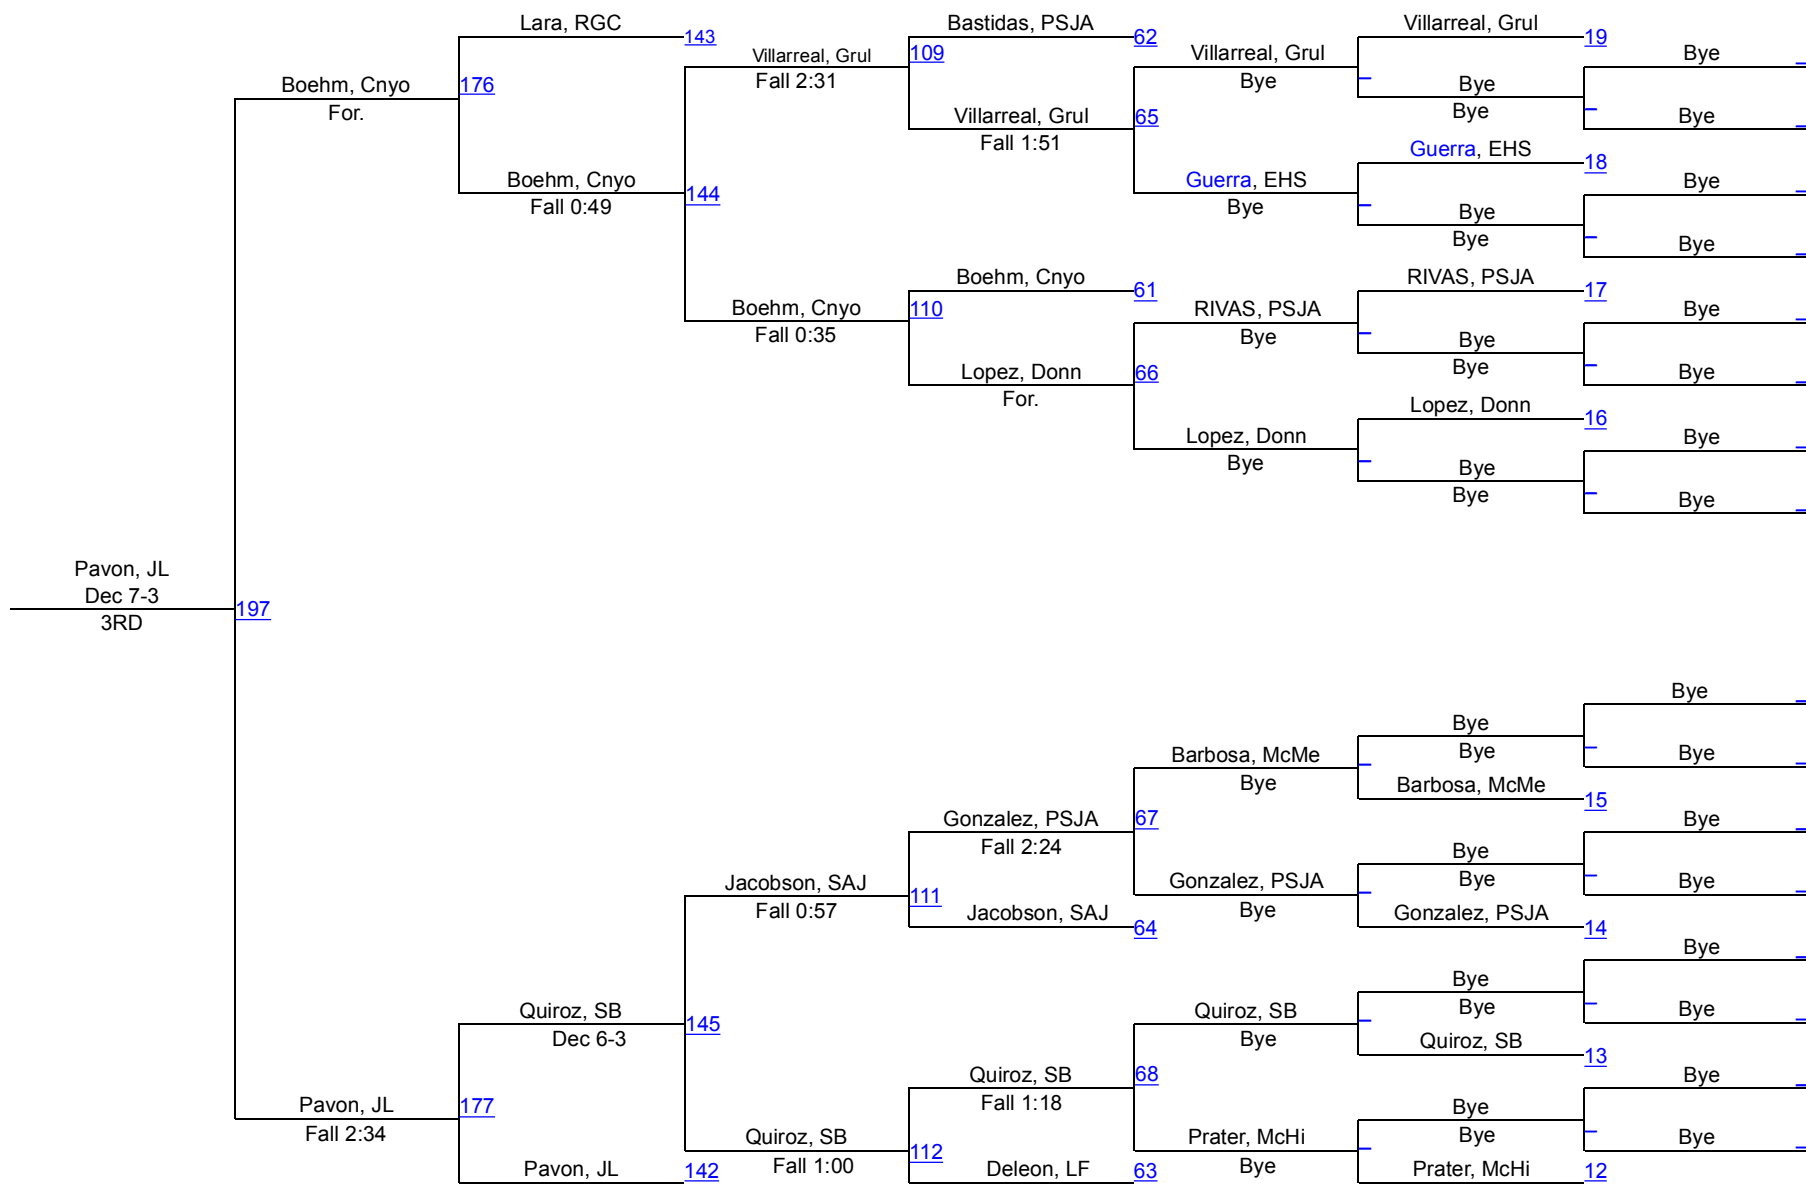 Lara, RGC
143
Boehm, Cnyo
For.
176
Boehm, Cnyo
Fall 0:49
144
Villarreal, Grul
Fall 2:31
109
Bastidas, PSJA
62
Villarreal, Grul
Fall 1:51
65
Villarreal, Grul
Bye
Villarreal, Grul
19
Bye
Bye
Bye
Bye
Guerra, EHS
Bye
Guerra, EHS
18
Bye
Bye
Bye
Bye
Boehm, Cnyo
Fall 0:35
110
Boehm, Cnyo
61
Lopez, Donn
For.
66
RIVAS, PSJA
Bye
RIVAS, PSJA
17
Bye
Bye
Bye
Bye
Lopez, Donn
Bye
Lopez, Donn
16
Bye
Bye
Bye
Bye
Pavon, JL
Dec 7-3
3RD
197
Pavon, JL
Fall 2:34
177
Quiroz, SB
Dec 6-3
145
Jacobson, SAJ
Fall 0:57
111
Gonzalez, PSJA
Fall 2:24
67
Barbosa, McMe
Bye
Bye
Bye
Bye
Bye
Barbosa, McMe
15
Gonzalez, PSJA
Bye
Bye
Bye
Bye
Bye
Gonzalez, PSJA
14
Jacobson, SAJ
64
Quiroz, SB
Fall 1:00
112
Quiroz, SB
Fall 1:18
68
Quiroz, SB
Bye
Bye
Bye
Bye
Bye
Quiroz, SB
13
Prater, McHi
Bye
Bye
Bye
Bye
Bye
Prater, McHi
12
Deleon, LF
63
Pavon, JL
142